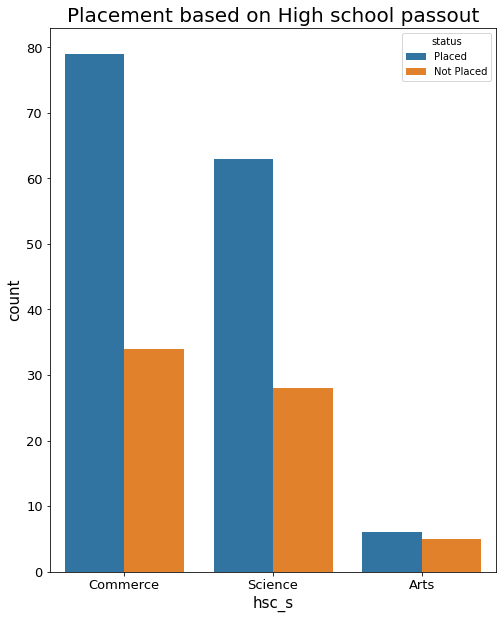 Placement based on High school passout
status
Placed
Not Placed
count
80
70
60
50
40
30
20
10
0
Commerce Science Arts
hsc_s